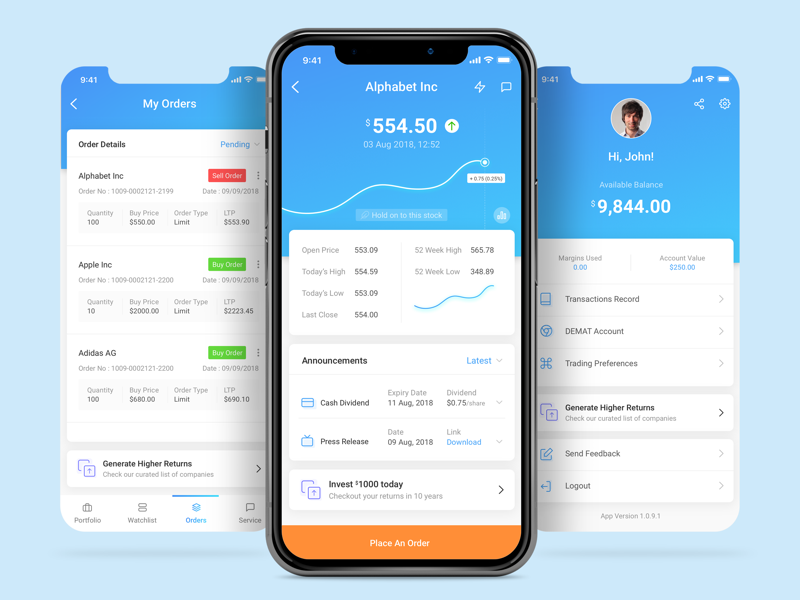 9:41
My Orders
Order Details Pending
Alphabet Inc Sell Order
Order No : 1009-0002121-2199 Date : 09/09/2018
Quantity Buy Price Order Type LTP
100 $550.00 Limit $553.90
Apple Inc Buy Order
Order No : 1009-0002121-2200 Date : 09/09/2018
Quantity Buy Price Order Type LTP
10 $2000.00 Limit $2223.45
Adidas AG Buy Order
Order No : 1009-0002121-2200 Date : 09/09/2018
Quantity Buy Price Order Type LTP
100 $680.00 Limit $690.10
Generate Higher Returns
Check our curated list of companies
Portfolio Watchlist Orders Service
9:41
Alphabet Inc
$554.50
03 Aug 2018, 12:52
+ 0.75 (0.25%)
Hold on to this stock
Open Price 553.09 52 Week High 565.78
Today's High 554.59 52 Week Low 348.89
Today's Low 553.09
Last Close 554.00
Announcements Latest
Expiry Date Dividend
Cash Dividend 11 Aug, 2018 $0.75/share
Date Link
Press Release 09 Aug, 2018 Download
Invest $1000 today
Checkout your returns in 10 years
Place An Order
9:41
Hi, John!
Available Balance
$9,844.00
Margins Used Account Value
0.00 $250.00
Transactions Record
DEMAT Account
Trading Preferences
Generate Higher Returns
Check our curated list of companies
Send Feedback
Logout
App Version 1.0.9.1